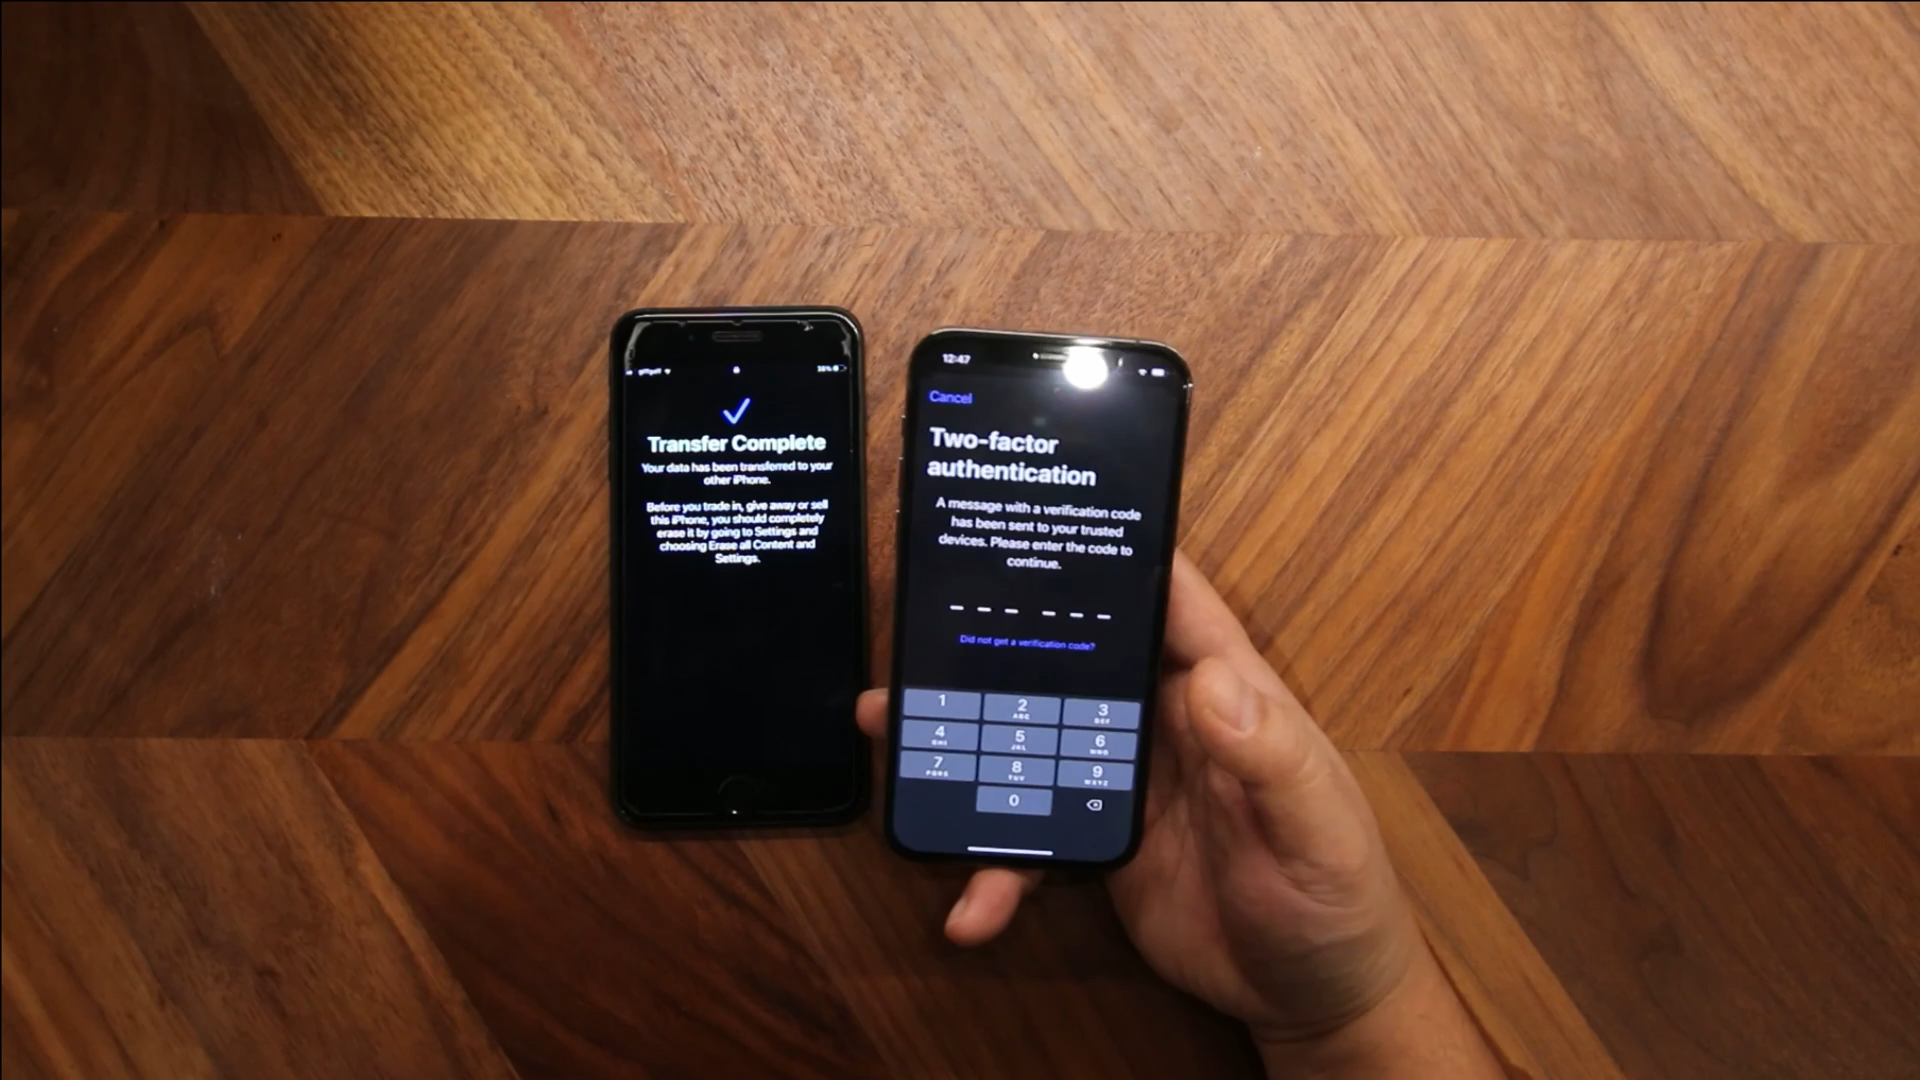 giffgaff
38%
Transfer Complete
Your data has been transferred to your
other iPhone.
Before you trade in, give away or sell
this iPhone, you should completely
erase it by going to Settings and
choosing Erase all Content and
Settings.
12:47
Cancel
Two-factor
authentication
A message with a verification code
has been sent to your trusted
devices. Please enter the code to
continue.
Did not get a verification code?
1 2 3
ABC DEF
4 5 6
GHI JKL MNO
7 8 9
PQRS TUV WXYZ
0